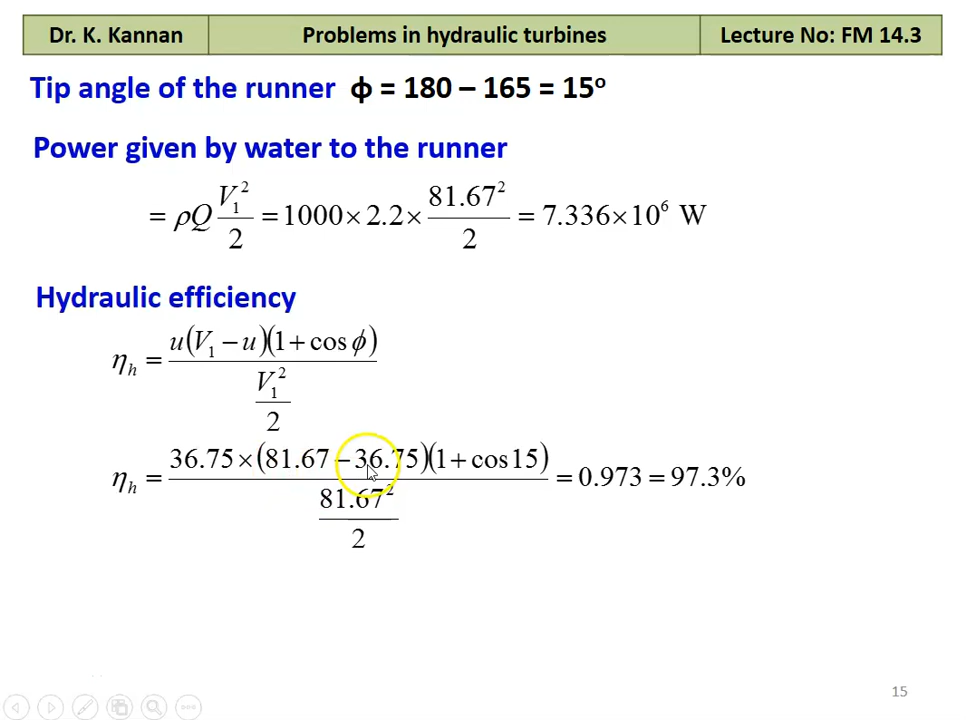 Dr. K. Kannan Problems in hydraulic turbines Lecture No: FM 14.3
Tip angle of the runner ϕ = 180 – 165 = 15°
Power given by water to the runner
= ρQ V₁²/2 = 1000 × 2.2 × 81.67²/2 = 7.336 × 10⁶ W
Hydraulic efficiency
ηₕ = u(V₁ − u)(1 + cos ϕ) / (V₁²/2)
ηₕ = 36.75 × (81.67 − 36.75)(1 + cos 15) / (81.67²/2) = 0.973 = 97.3%
15